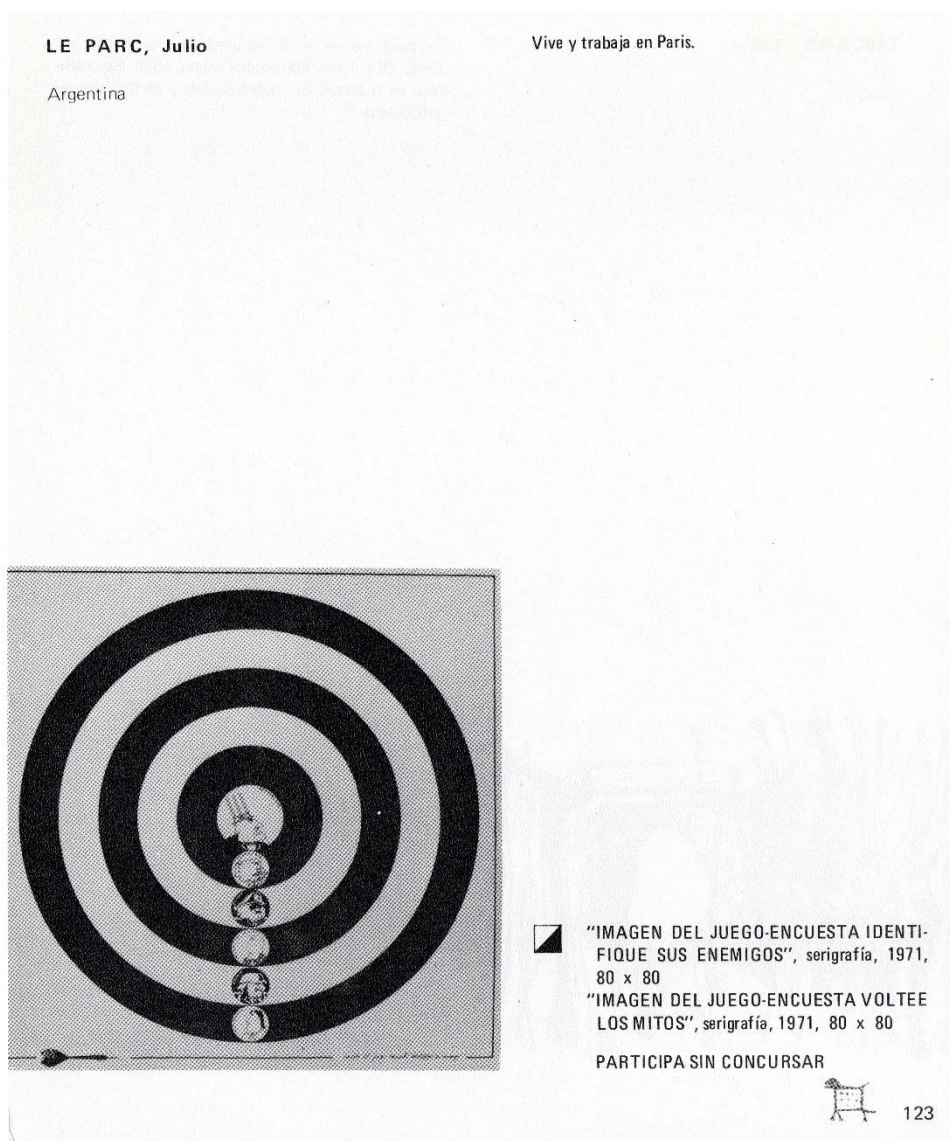 LE PARC, Julio
Argentina
Vive y trabaja en Paris.
"IMAGEN DEL JUEGO-ENCUESTA IDENTI-
FIQUE SUS ENEMIGOS", serigrafía, 1971,
80 x 80
"IMAGEN DEL JUEGO-ENCUESTA VOLTEE
LOS MITOS", serigrafía, 1971, 80 x 80
PARTICIPA SIN CONCURSAR
123